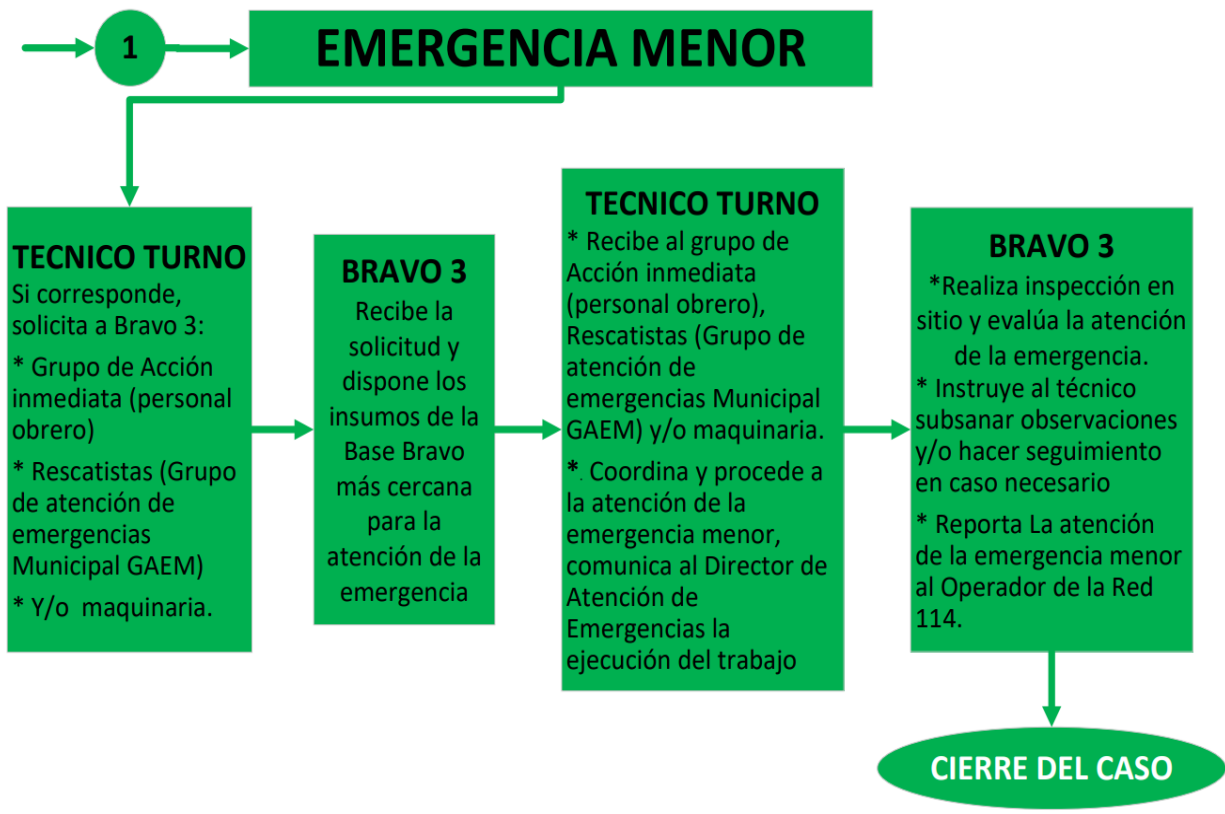 1
EMERGENCIA MENOR
TECNICO TURNO
Si corresponde,
solicita a Bravo 3:
* Grupo de Acción
inmediata (personal
obrero)
* Rescatistas (Grupo
de atención de
emergencias
Municipal GAEM)
* Y/o maquinaria.
BRAVO 3
Recibe la
solicitud y
dispone los
insumos de la
Base Bravo
más cercana
para la
atención de la
emergencia
TECNICO TURNO
* Recibe al grupo de
Acción inmediata
(personal obrero),
Rescatistas (Grupo de
atención de
emergencias Municipal
GAEM) y/o maquinaria.
*. Coordina y procede a
la atención de la
emergencia menor,
comunica al Director de
Atención de
Emergencias la
ejecución del trabajo
BRAVO 3
*Realiza inspección en
sitio y evalúa la atención
de la emergencia.
* Instruye al técnico
subsanar observaciones
y/o hacer seguimiento
en caso necesario
* Reporta La atención
de la emergencia menor
al Operador de la Red
114.
CIERRE DEL CASO